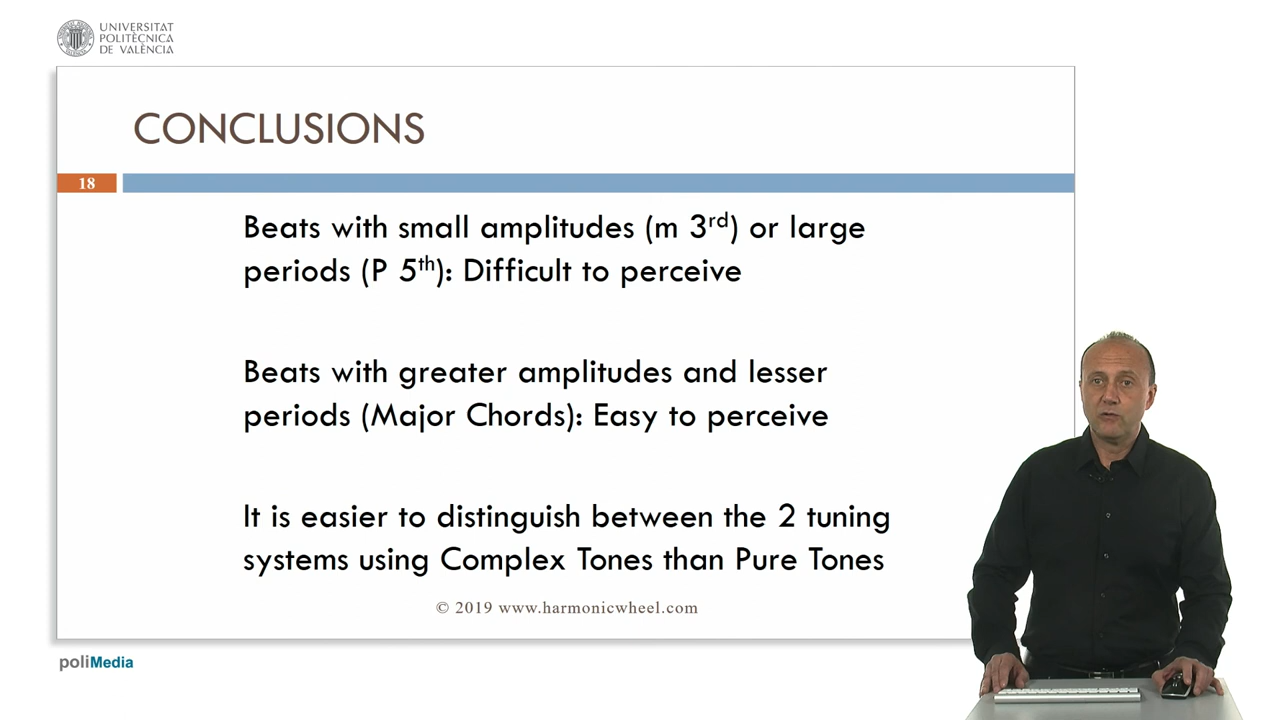 UNIVERSITAT
POLITÈCNICA
DE VALÈNCIA
CONCLUSIONS
18
Beats with small amplitudes (m 3rd) or large
periods (P 5th): Difficult to perceive
Beats with greater amplitudes and lesser
periods (Major Chords): Easy to perceive
It is easier to distinguish between the 2 tuning
systems using Complex Tones than Pure Tones
© 2019 www.harmonicwheel.com
poliMedia